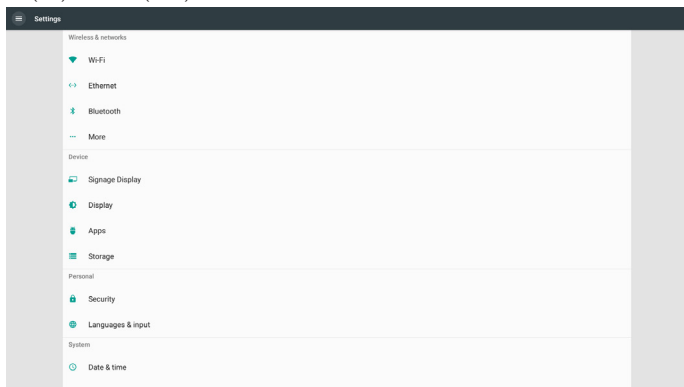 Settings
Wireless & networks
Wi-Fi
Ethernet
Bluetooth
More
Device
Signage Display
Display
Apps
Storage
Personal
Security
Languages & input
System
Date & time